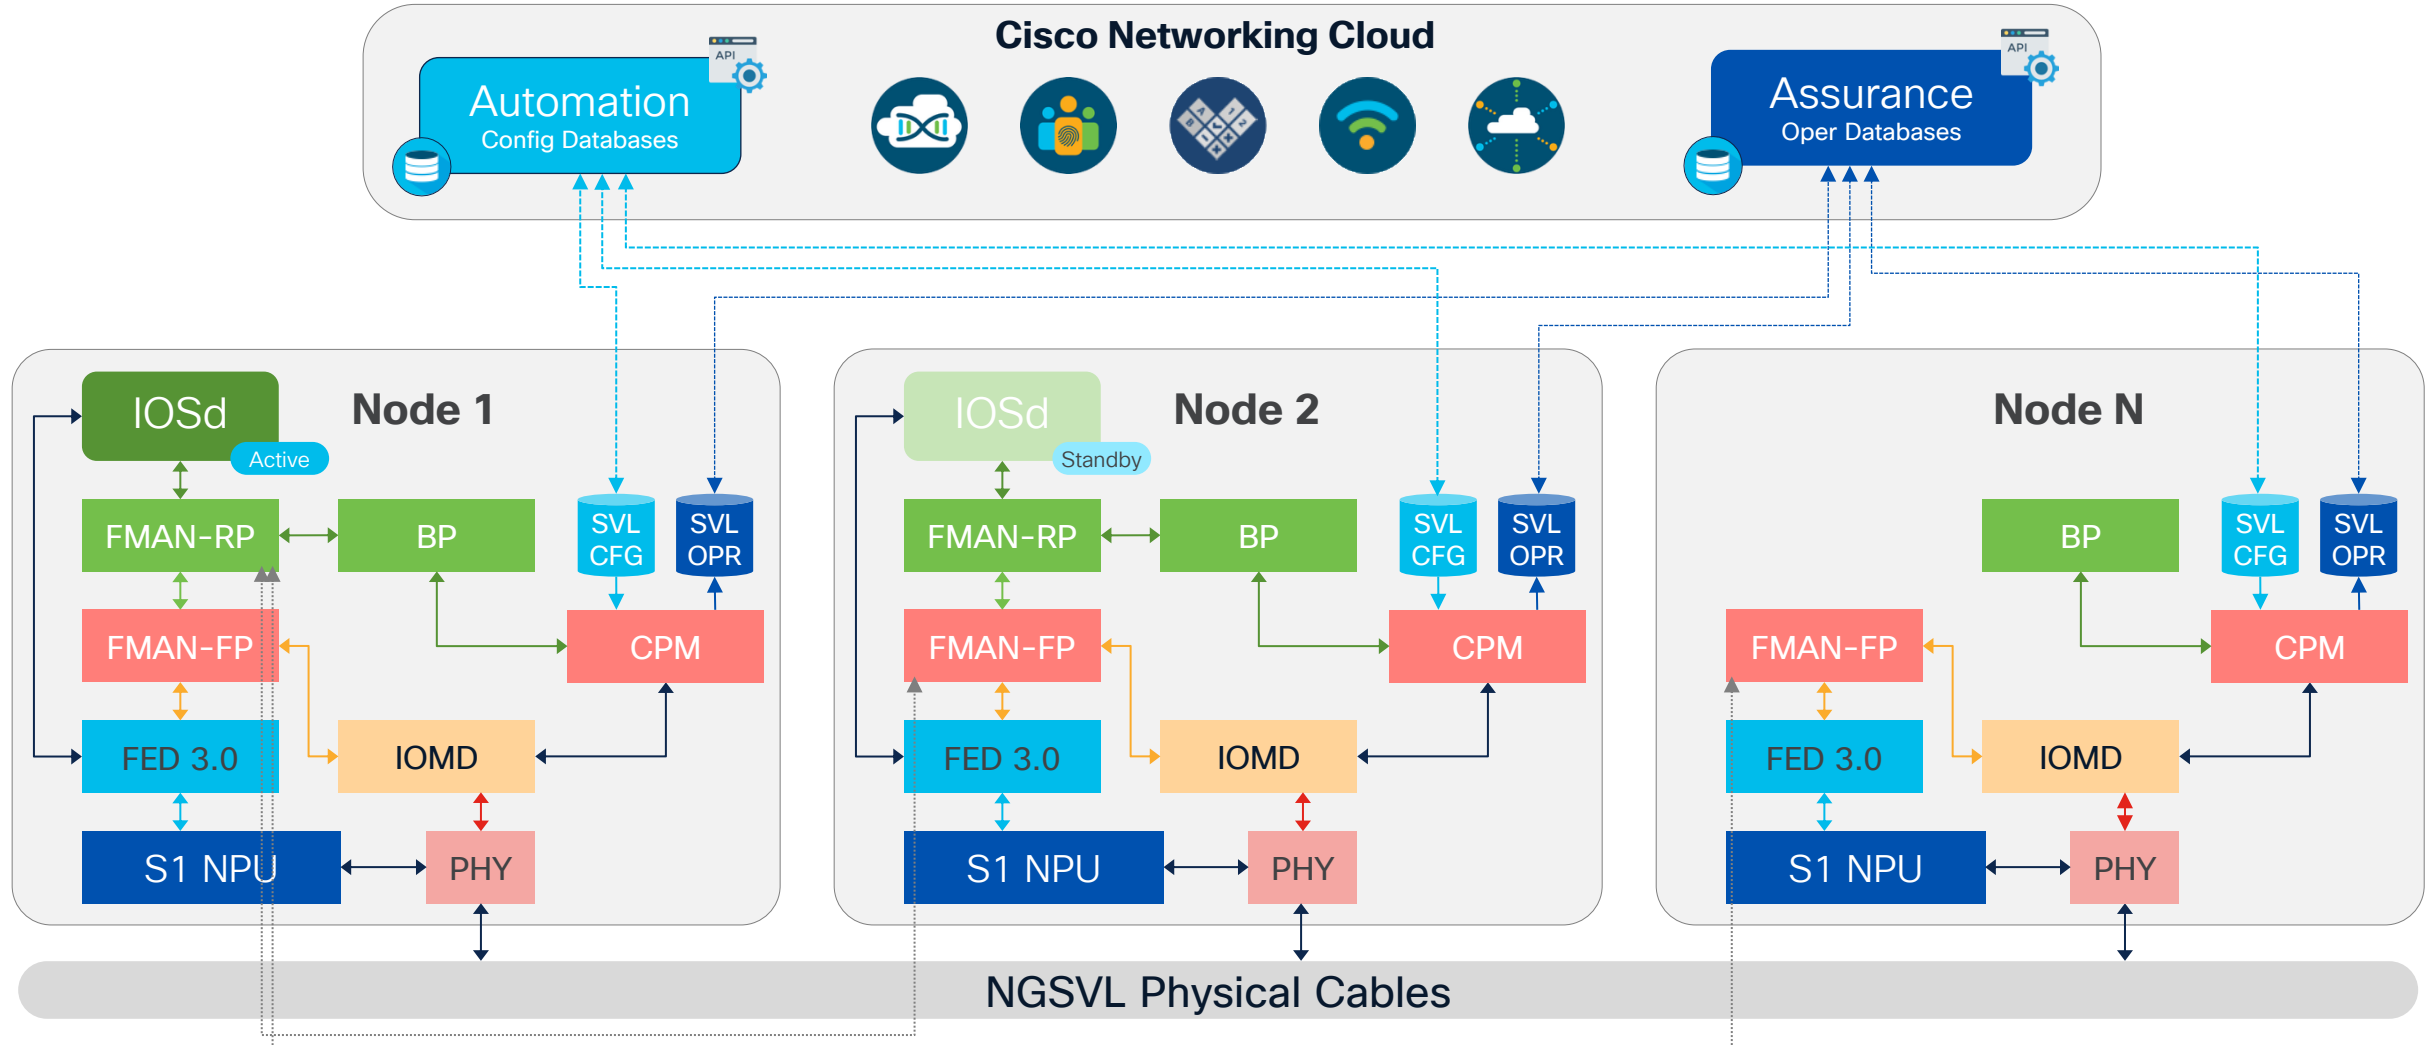 Cisco Networking Cloud
API
Automation
Config Databases
API
Assurance
Oper Databases
Node 1
IOSd
Active
FMAN-RP
BP
SVL
CFG
SVL
OPR
FMAN-FP
CPM
FED 3.0
IOMD
S1 NPU
PHY
Node 2
IOSd
Standby
FMAN-RP
BP
SVL
CFG
SVL
OPR
FMAN-FP
CPM
FED 3.0
IOMD
S1 NPU
PHY
Node N
BP
SVL
CFG
SVL
OPR
FMAN-FP
CPM
FED 3.0
IOMD
S1 NPU
PHY
NGSVL Physical Cables